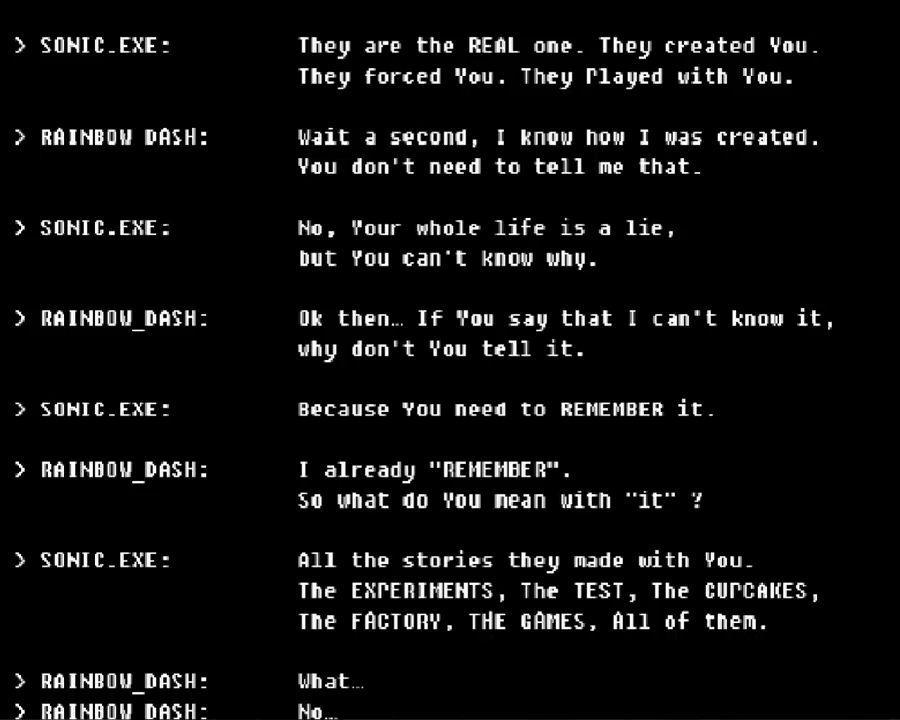 > SONIC.EXE: They are the REAL one. They created You.
They forced You. They Played with You.
> RAINBOW_DASH: Wait a second, I know how I was created.
You don't need to tell me that.
> SONIC.EXE: No, Your whole life is a lie,
but You can't know why.
> RAINBOW_DASH: Ok then… If You say that I can't know it,
why don't You tell it.
> SONIC.EXE: Because You need to REMEMBER it.
> RAINBOW_DASH: I already "REMEMBER".
So what do You mean with "it" ?
> SONIC.EXE: All the stories they made with You.
The EXPERIMENTS, The TEST, The CUPCAKES,
The FACTORY, THE GAMES, All of them.
> RAINBOW_DASH: What…
> RAINBOW_DASH: No…